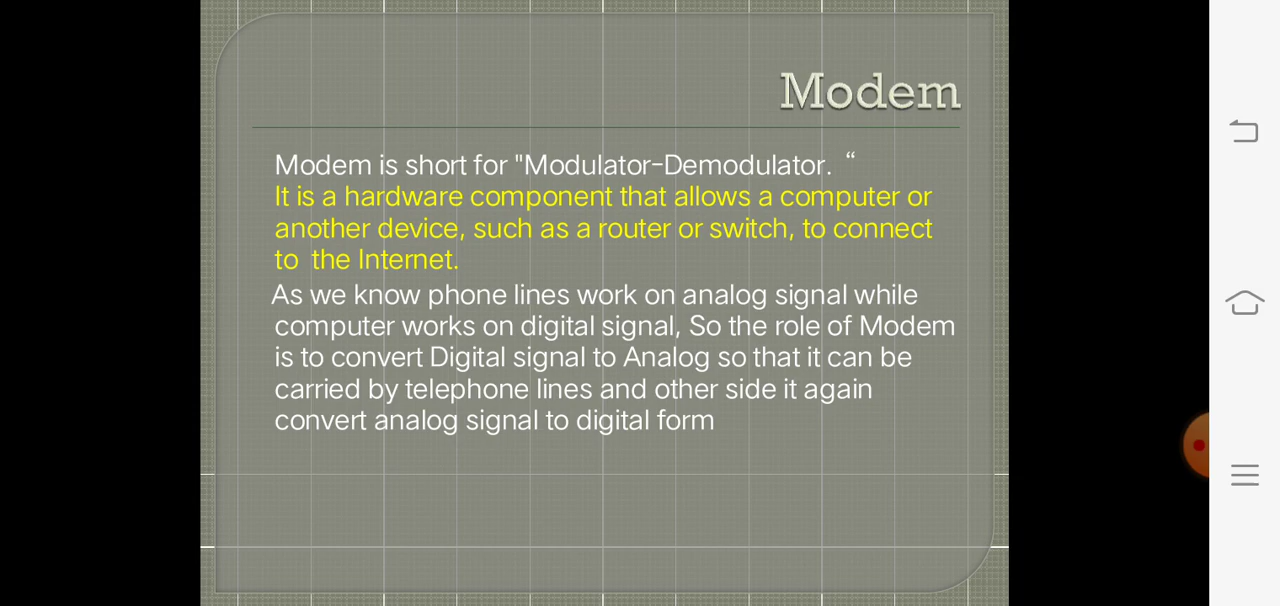 Modem
Modem is short for "Modulator-Demodulator. “
It is a hardware component that allows a computer or
another device, such as a router or switch, to connect
to the Internet.
As we know phone lines work on analog signal while
computer works on digital signal, So the role of Modem
is to convert Digital signal to Analog so that it can be
carried by telephone lines and other side it again
convert analog signal to digital form